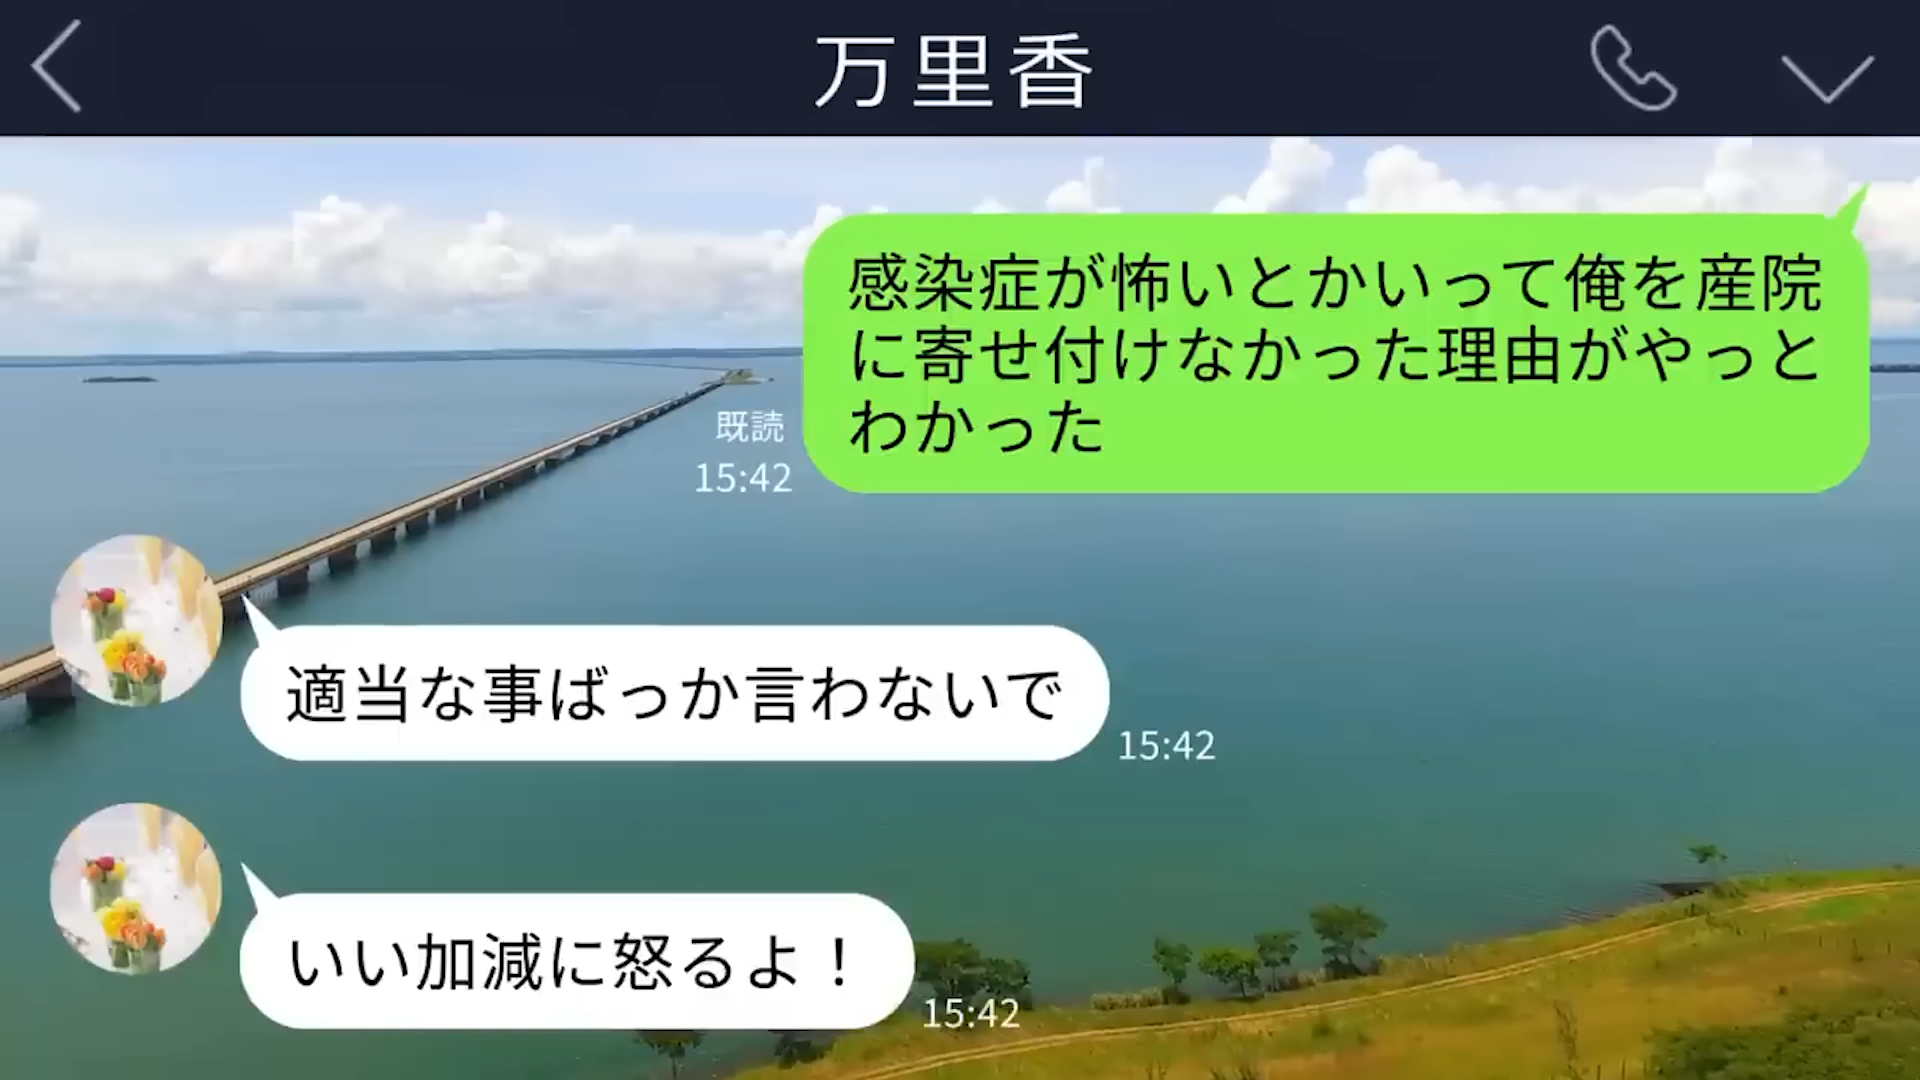 万里香
感染症が怖いとかいって俺を産院
に寄せ付けなかった理由がやっと
わかった
既読
15:42
適当な事ばっか言わないで
15:42
いい加減に怒るよ！
15:42